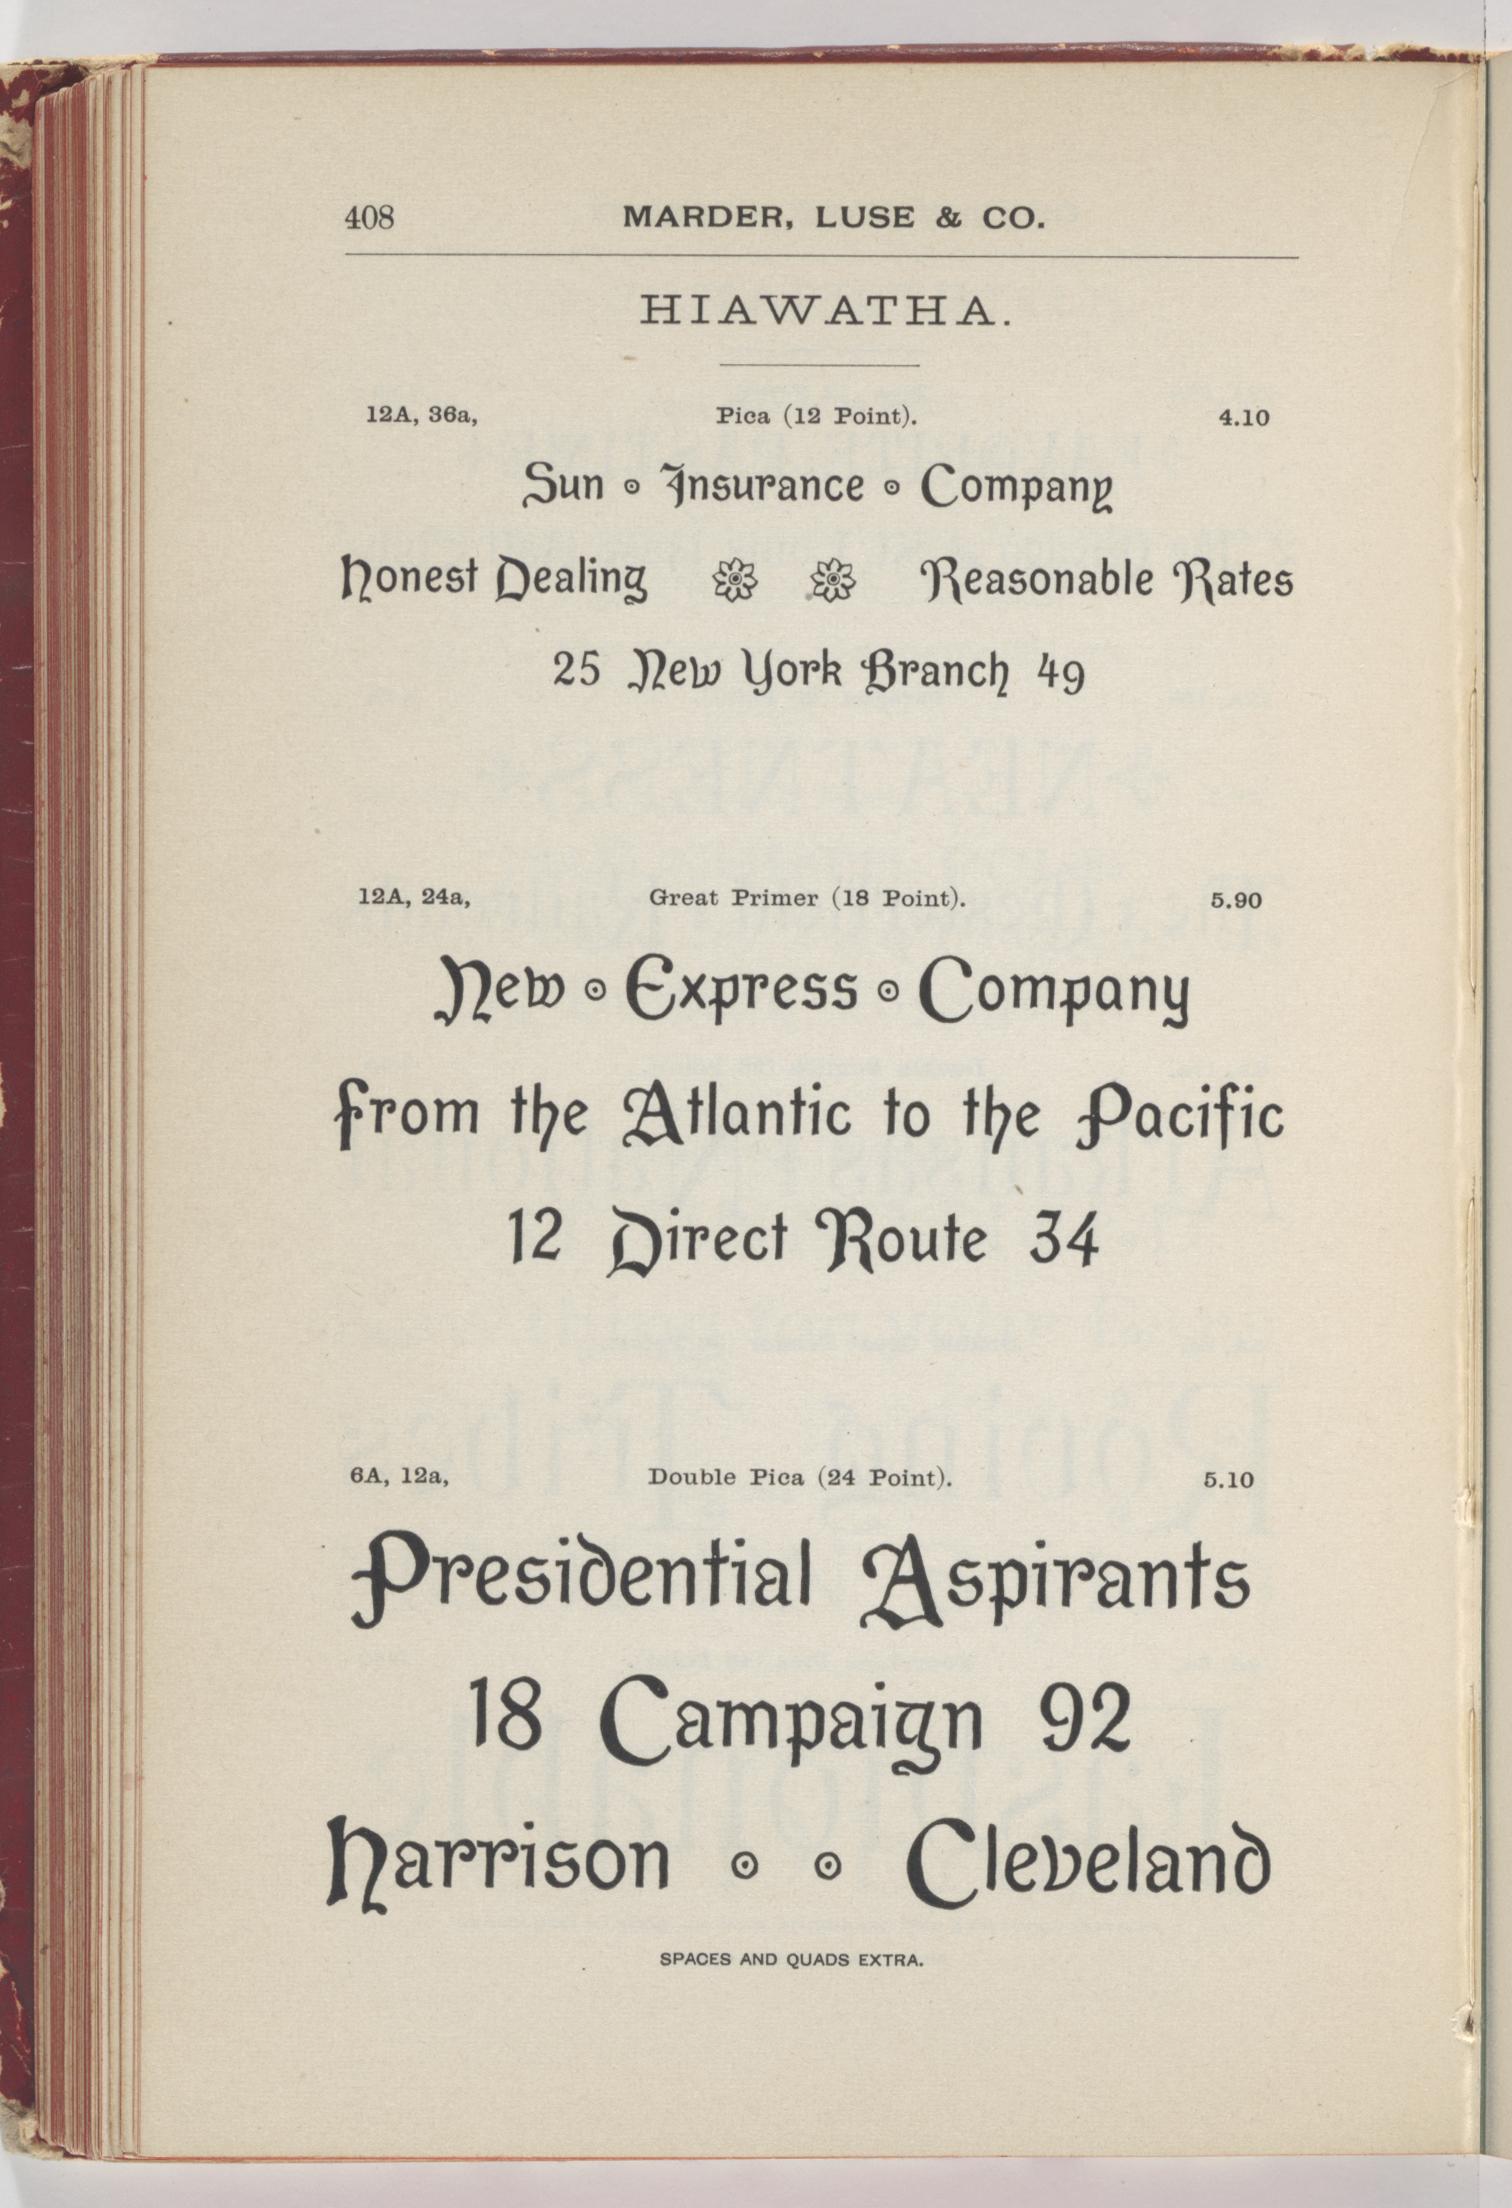 408 MARDER, LUSE & CO.
HIAWATHA.
12A, 36a, Pica (12 Point). 4.10
Sun Insurance Company
Honest Dealing Reasonable Rates
25 New York Branch 49
12A, 24a, Great Primer (18 Point). 5.90
New Express Company
From the Atlantic to the Pacific
12 Direct Route 34
6A, 12a, Double Pica (24 Point). 5.10
Presidential Aspirants
18 Campaign 92
Harrison Cleveland
SPACES AND QUADS EXTRA.